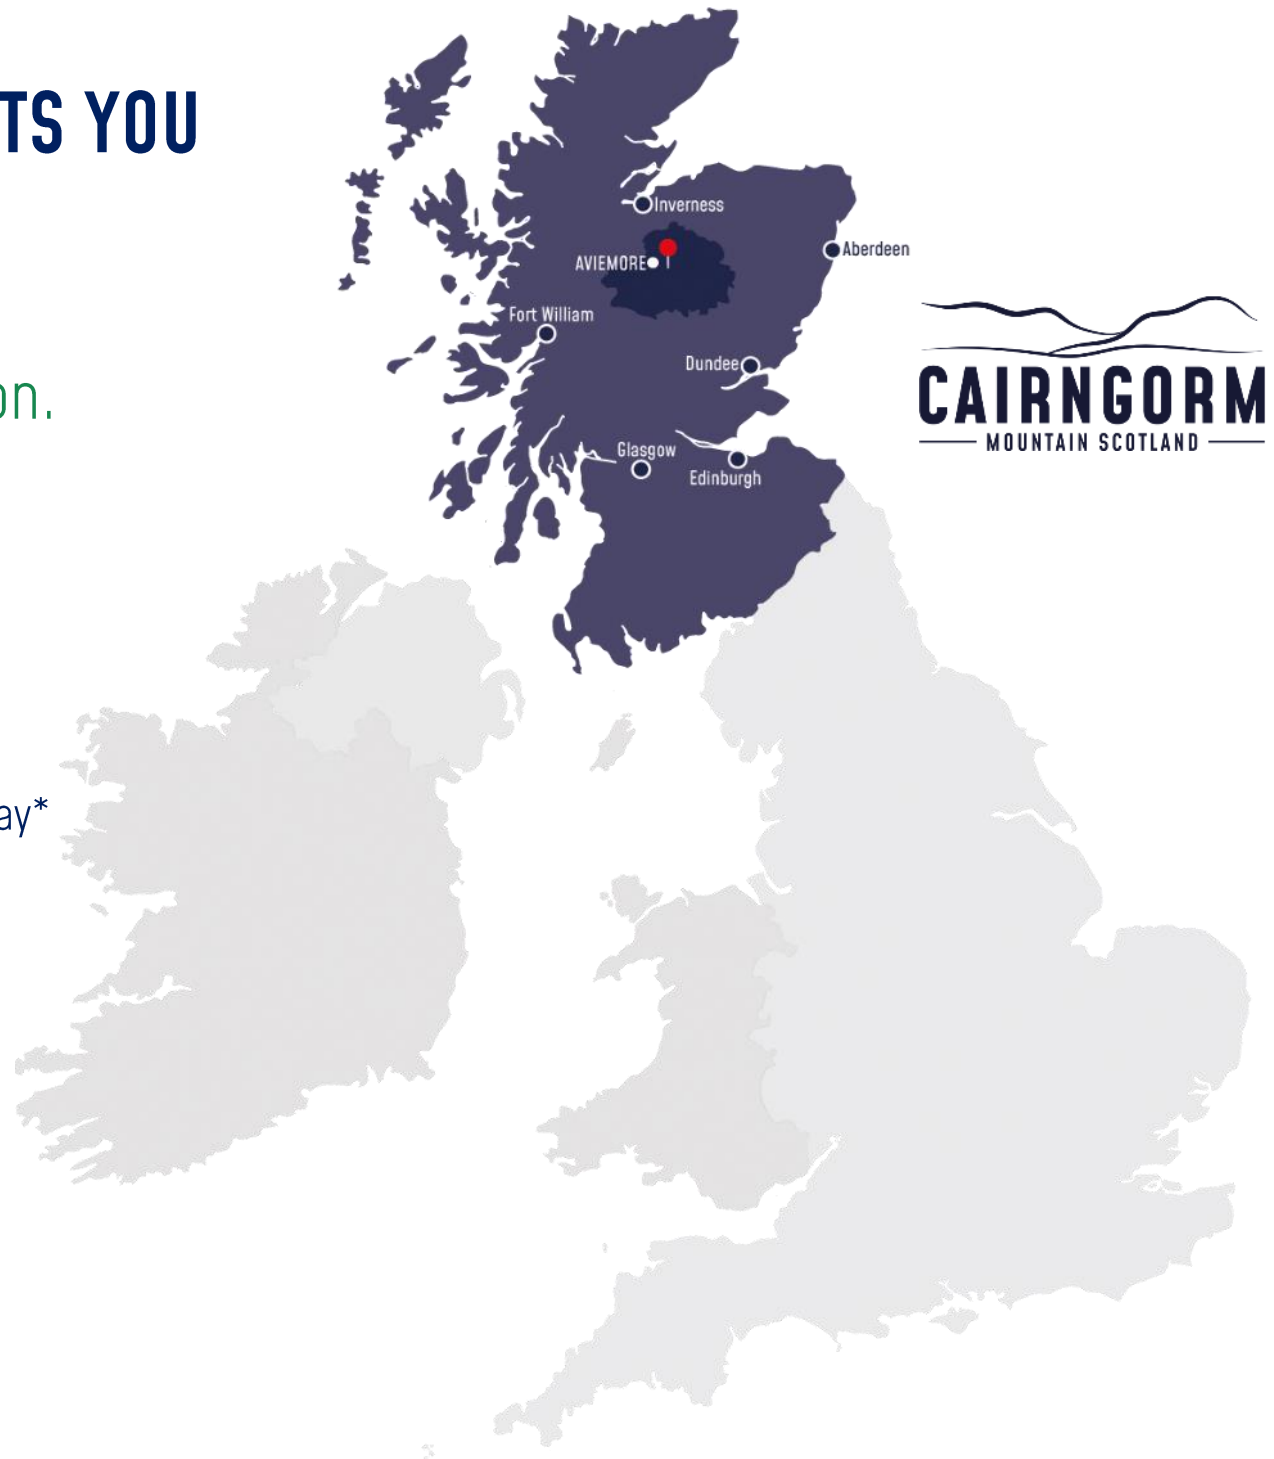 TS YOU
Inverness
Aberdeen
AVIEMORE
Fort William
Dundee
CAIRNGORM
MOUNTAIN SCOTLAND
on.
Glasgow
Edinburgh
ay*